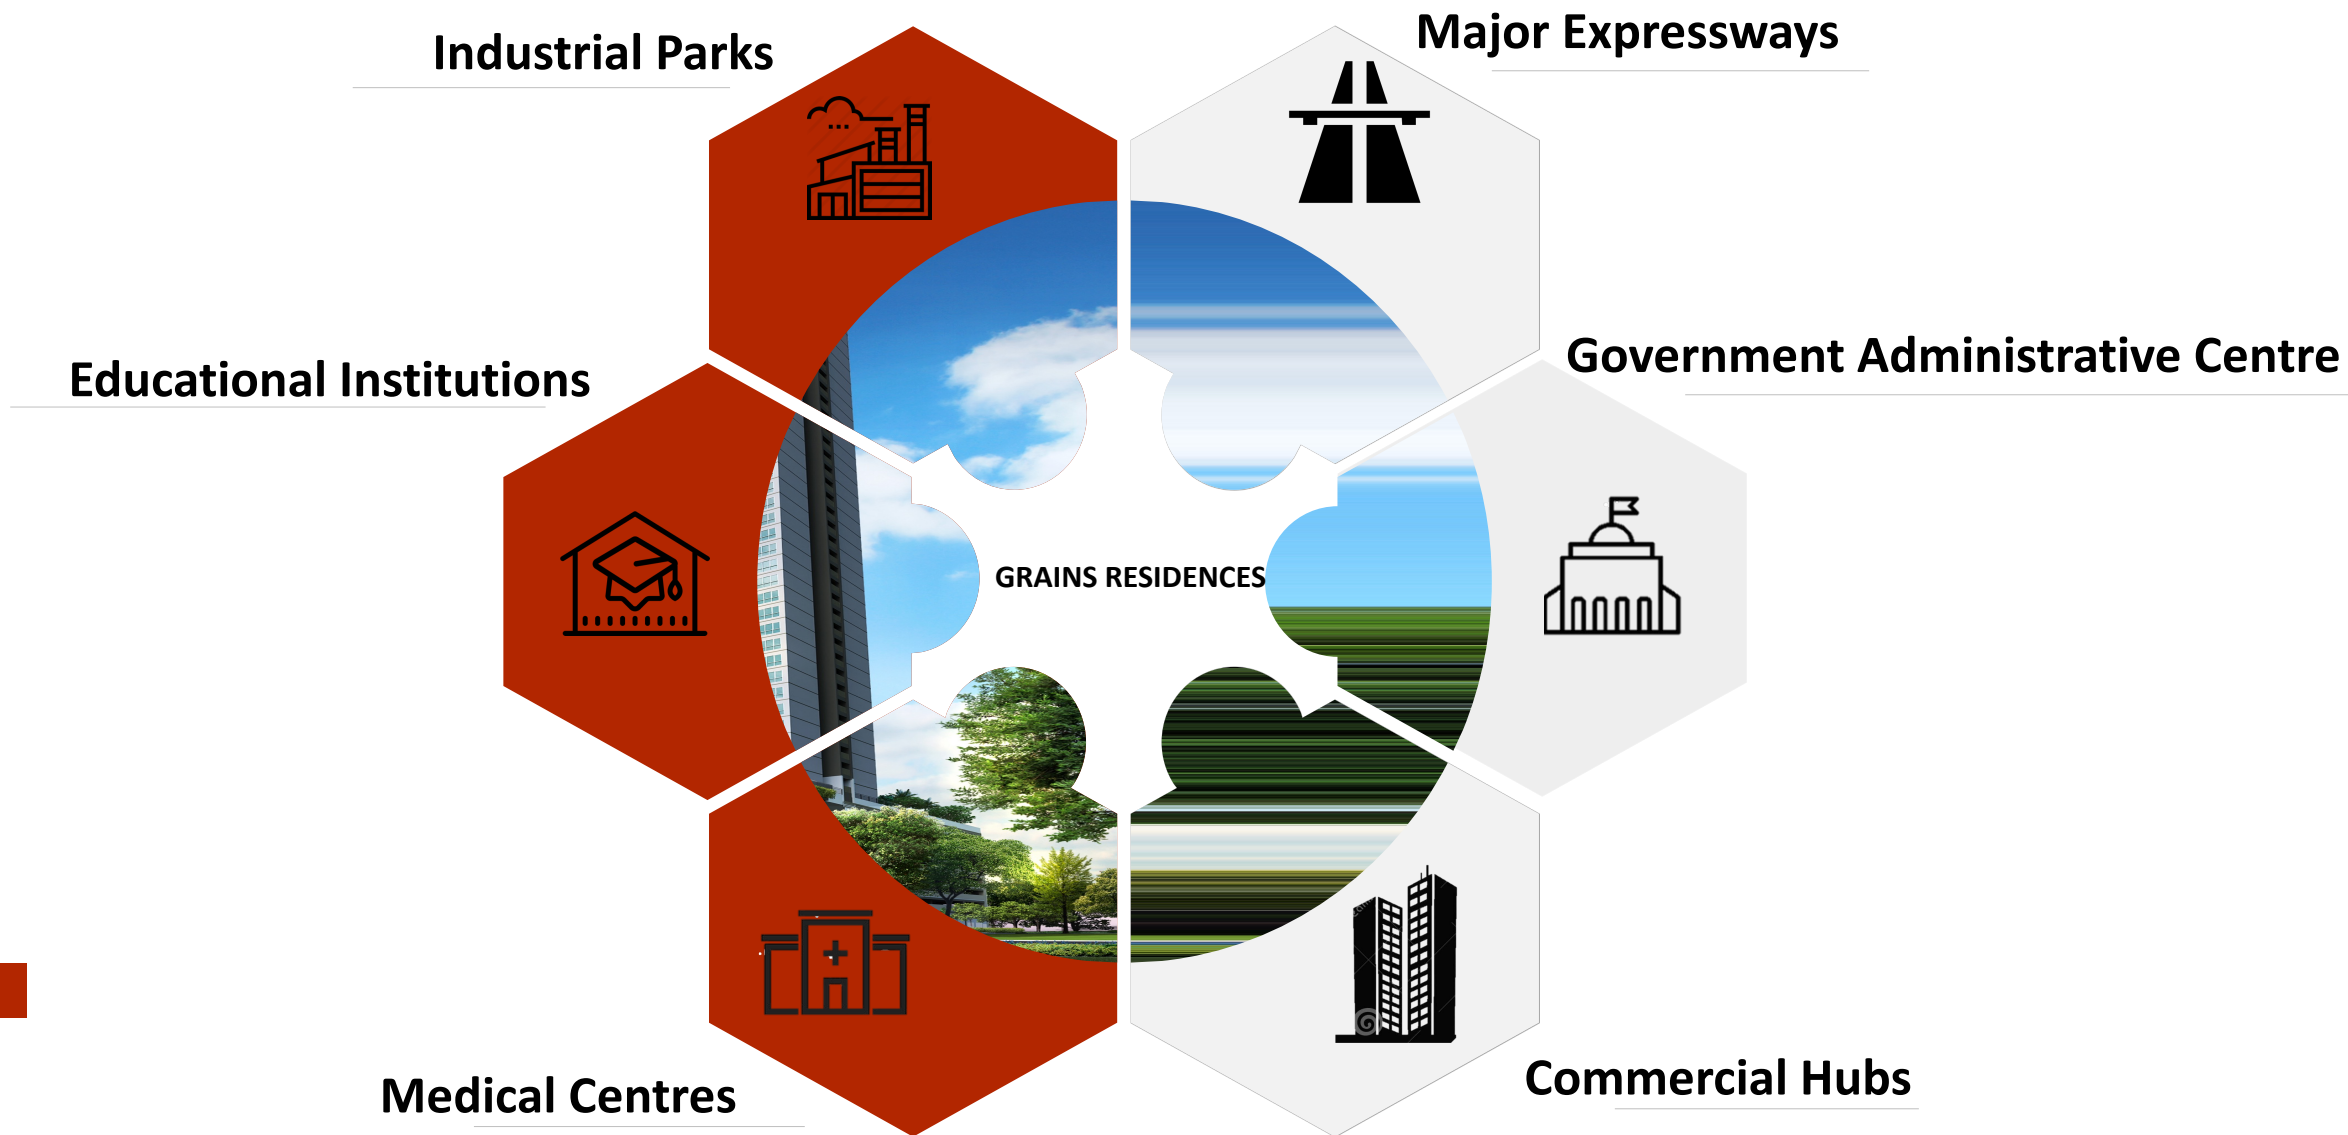 Industrial Parks
Major Expressways
Educational Institutions
Government Administrative Centre
GRAINS RESIDENCES
Medical Centres
Commercial Hubs